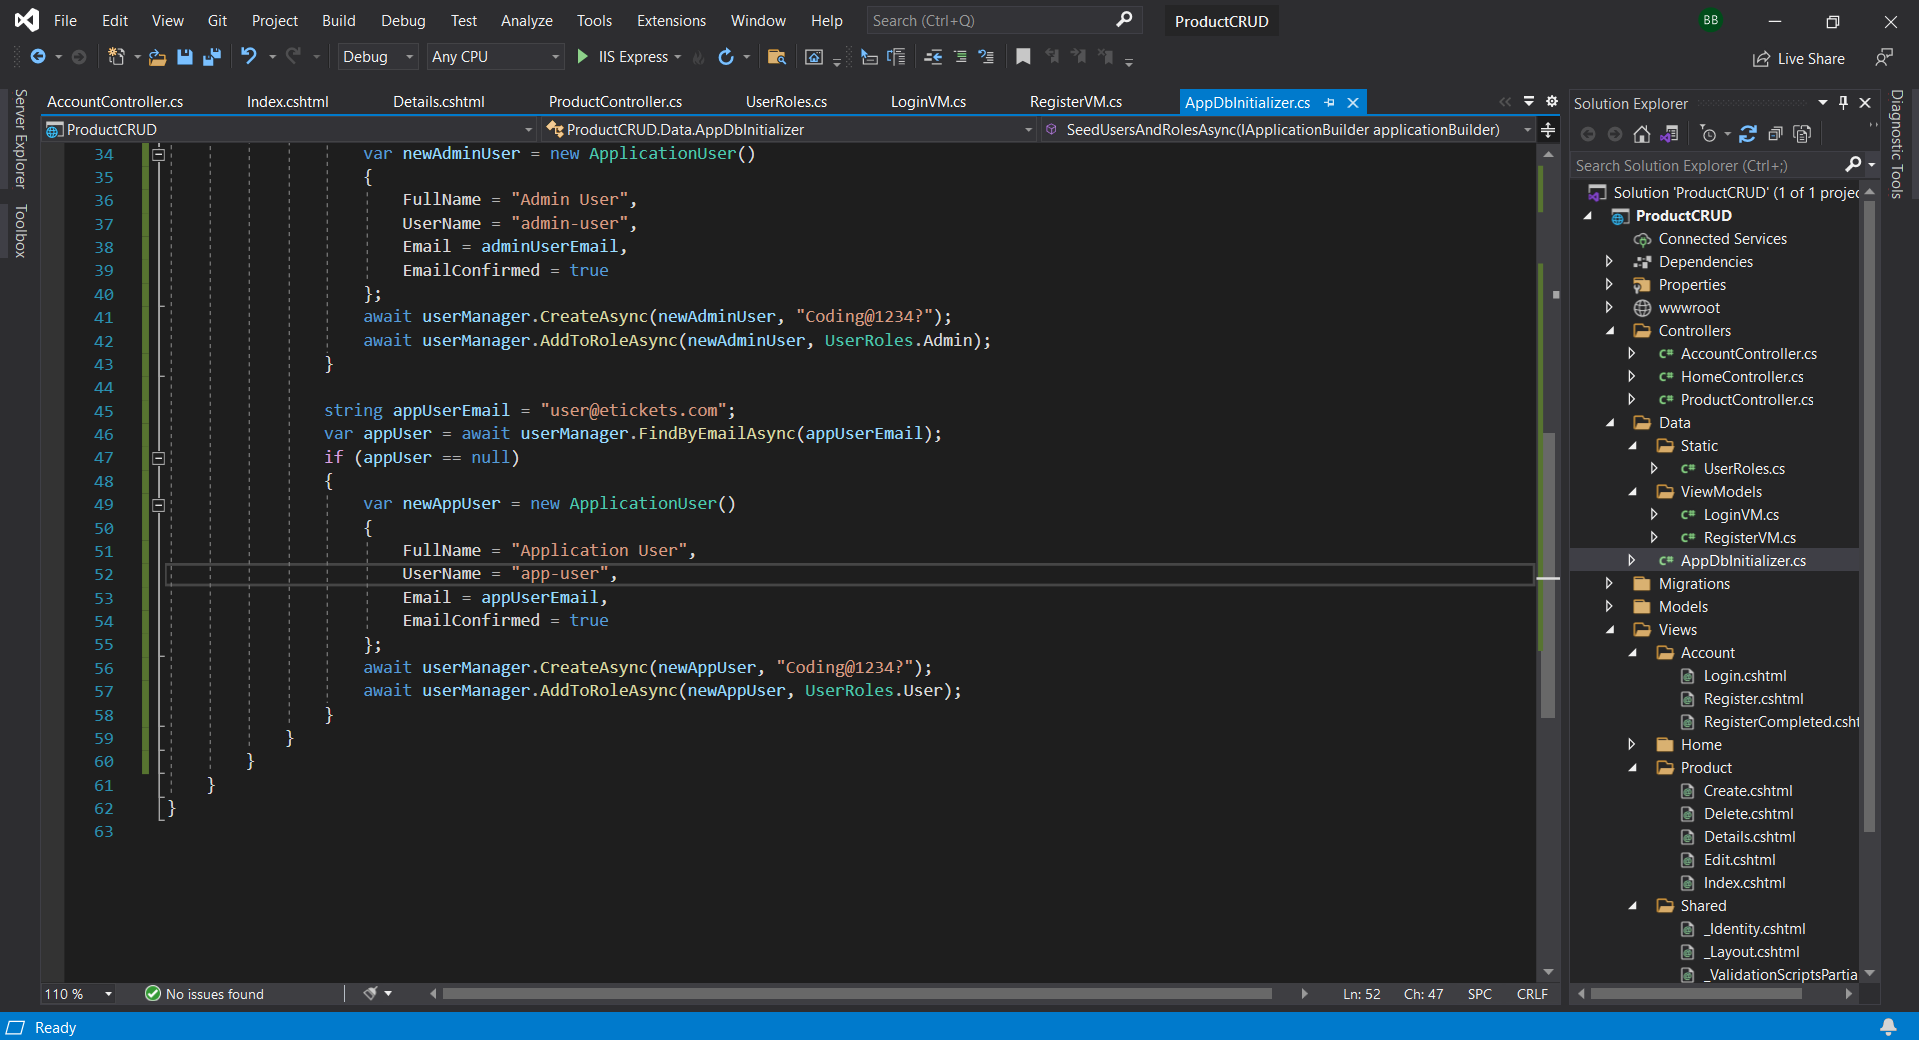 File Edit View Git Project Build Debug Test Analyze Tools Extensions Window Help Search (Ctrl+Q) ProductCRUD BB
Debug Any CPU IIS Express Live Share
Server Explorer
Toolbox
AccountController.cs Index.cshtml Details.cshtml ProductController.cs UserRoles.cs LoginVM.cs RegisterVM.cs AppDbInitializer.cs
ProductCRUD ProductCRUD.Data.AppDbInitializer SeedUsersAndRolesAsync(IApplicationBuilder applicationBuilder)
34 var newAdminUser = new ApplicationUser()
35 {
36 FullName = "Admin User",
37 UserName = "admin-user",
38 Email = adminUserEmail,
39 EmailConfirmed = true
40 };
41 await userManager.CreateAsync(newAdminUser, "Coding@1234?");
42 await userManager.AddToRoleAsync(newAdminUser, UserRoles.Admin);
43 }
44
45 string appUserEmail = "user@etickets.com";
46 var appUser = await userManager.FindByEmailAsync(appUserEmail);
47 if (appUser == null)
48 {
49 var newAppUser = new ApplicationUser()
50 {
51 FullName = "Application User",
52 UserName = "app-user",
53 Email = appUserEmail,
54 EmailConfirmed = true
55 };
56 await userManager.CreateAsync(newAppUser, "Coding@1234?");
57 await userManager.AddToRoleAsync(newAppUser, UserRoles.User);
58 }
59 }
60 }
61 }
62 }
63
110 % No issues found Ln: 52 Ch: 47 SPC CRLF
Solution Explorer
Search Solution Explorer (Ctrl+;)
Solution 'ProductCRUD' (1 of 1 projec
ProductCRUD
Connected Services
Dependencies
Properties
wwwroot
Controllers
C# AccountController.cs
C# HomeController.cs
C# ProductController.cs
Data
Static
C# UserRoles.cs
ViewModels
C# LoginVM.cs
C# RegisterVM.cs
C# AppDbInitializer.cs
Migrations
Models
Views
Account
Login.cshtml
Register.cshtml
RegisterCompleted.csht
Home
Product
Create.cshtml
Delete.cshtml
Details.cshtml
Edit.cshtml
Index.cshtml
Shared
_Identity.cshtml
_Layout.cshtml
_ValidationScriptsPartia
Diagnostic Tools
Ready